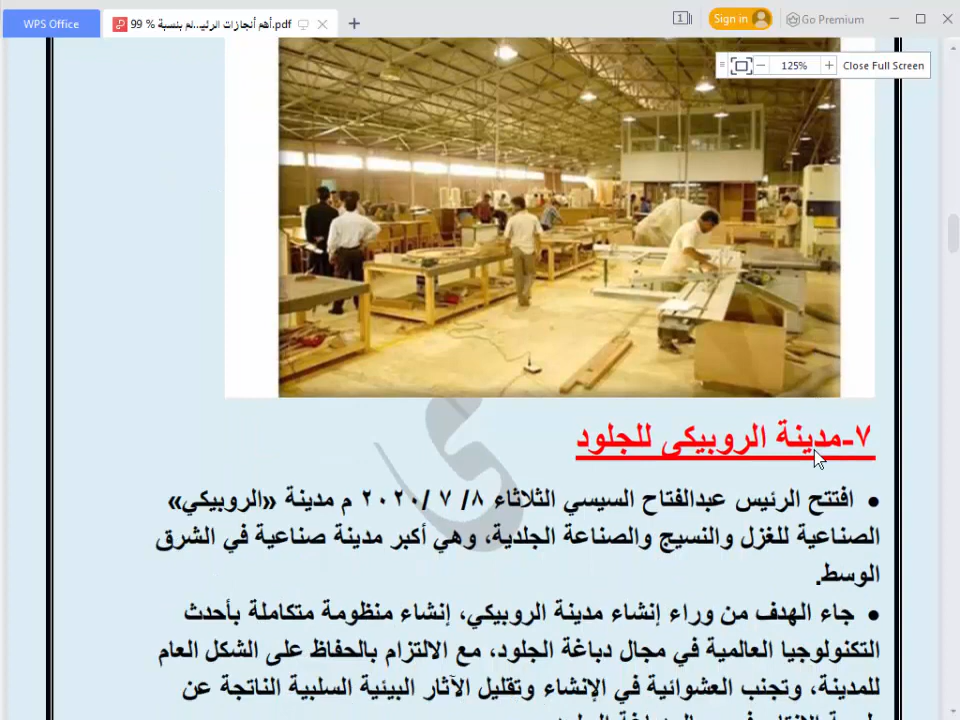 WPS Office
أهم أنجازات الرئيـ...لم بنسبة % 99.pdf
1
Sign in
Go Premium
125%
Close Full Screen
٧-مدينة الروبيكى للجلود
● افتتح الرئيس عبدالفتاح السيسي الثلاثاء ٨/ ٧ /٢٠٢٠ م مدينة «الروبيكي»
الصناعية للغزل والنسيج والصناعة الجلدية، وهي أكبر مدينة صناعية في الشرق
الوسط.
● جاء الهدف من وراء إنشاء مدينة الروبيكي، إنشاء منظومة متكاملة بأحدث
التكنولوجيا العالمية في مجال دباغة الجلود، مع الالتزام بالحفاظ على الشكل العام
للمدينة، وتجنب العشوائية في الإنشاء وتقليل الآثار البيئية السلبية الناتجة عن